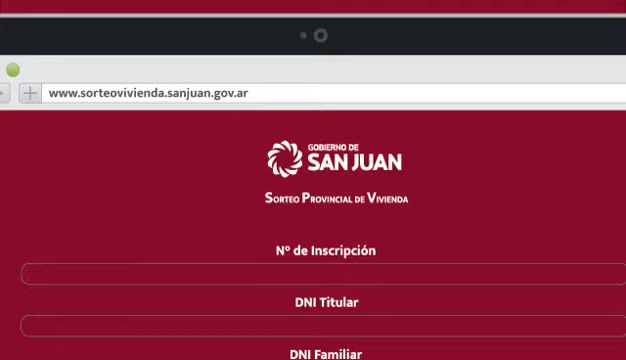 www.sorteovivienda.sanjuan.gov.ar
GOBIERNO DE
SAN JUAN
Sorteo Provincial de Vivienda
Nº de Inscripción
DNI Titular
DNI Familiar